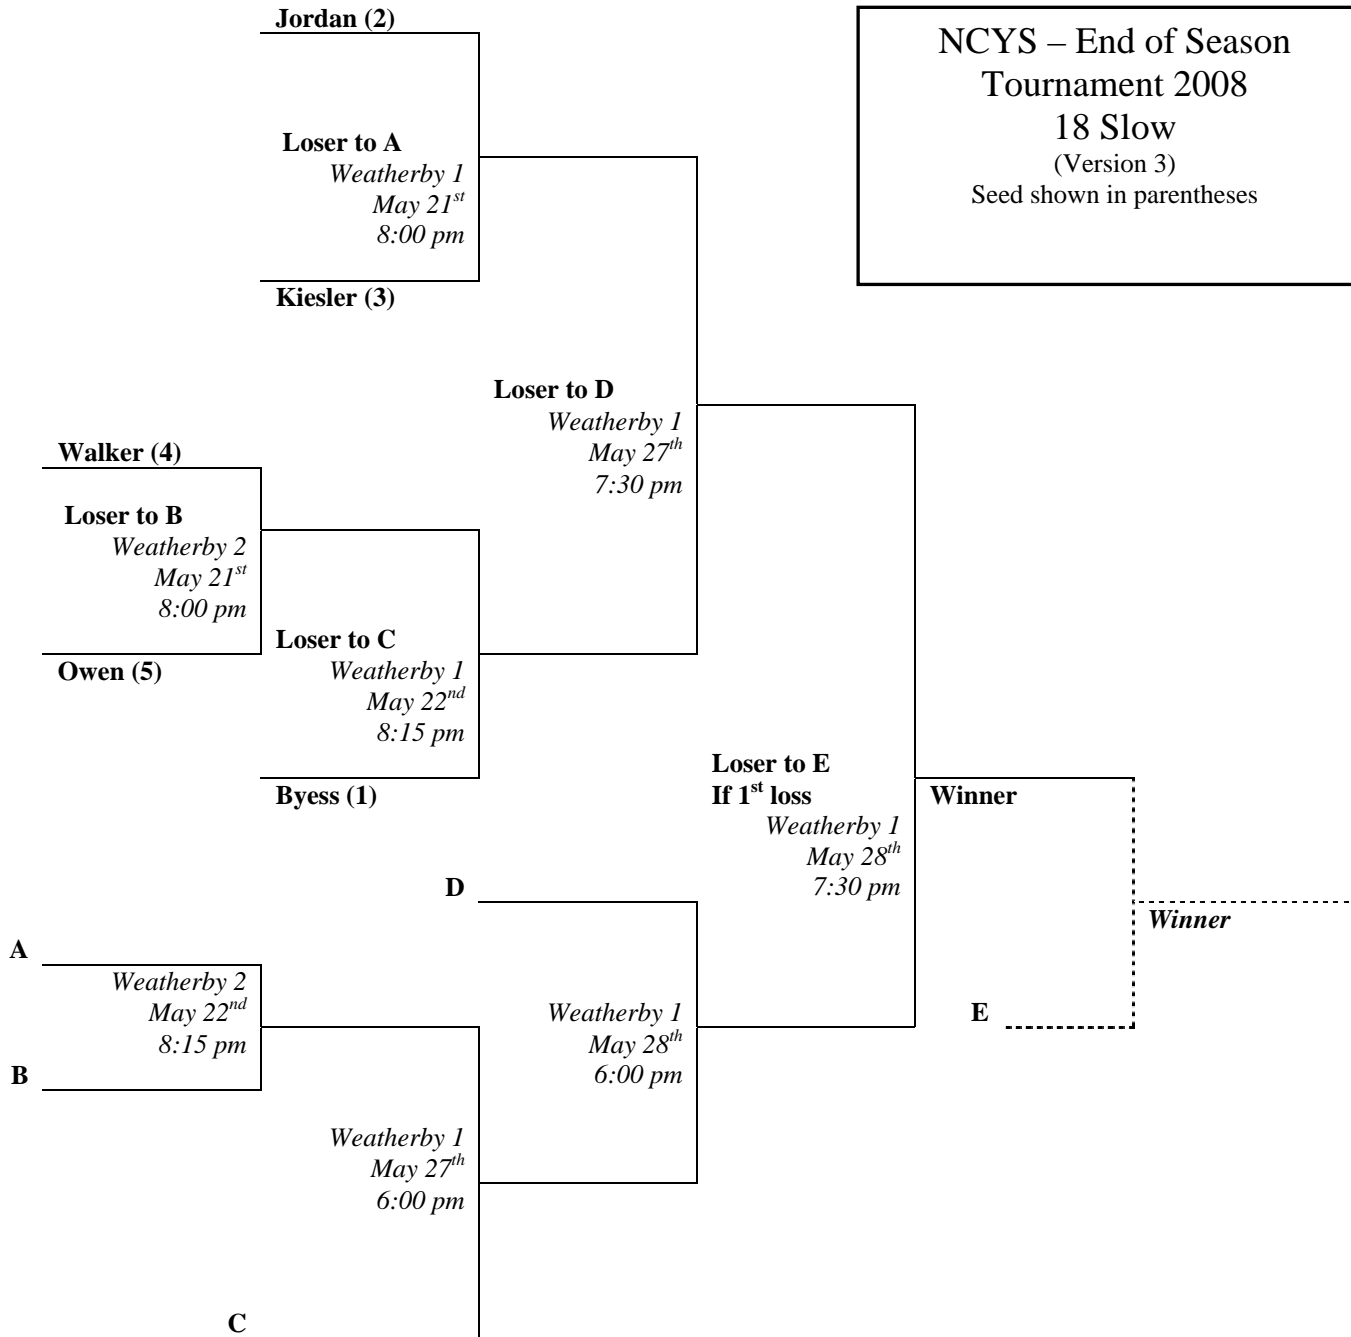 Jordan (2)
NCYS – End of Season
Tournament 2008
18 Slow
(Version 3)
Seed shown in parentheses
Loser to A
Weatherby 1
May 21st
8:00 pm
Kiesler (3)
Loser to D
Weatherby 1
May 27th
7:30 pm
Walker (4)
Loser to B
Weatherby 2
May 21st
8:00 pm
Owen (5)
Loser to C
Weatherby 1
May 22nd
8:15 pm
Byess (1)
Loser to E
If 1st loss
Weatherby 1
May 28th
7:30 pm
Winner
D
Winner
A
Weatherby 2
May 22nd
8:15 pm
B
Weatherby 1
May 28th
6:00 pm
E
Weatherby 1
May 27th
6:00 pm
C